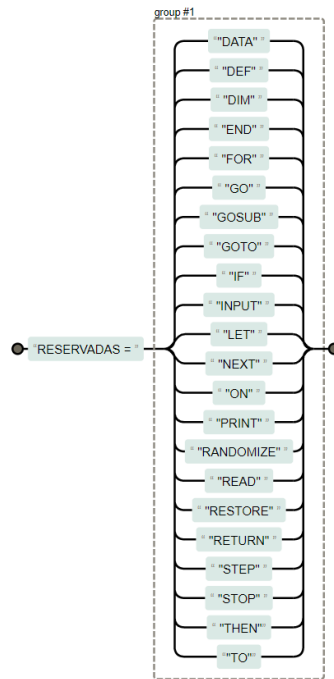 group #1
“ "DATA" ”
“ "DEF" ”
“ "DIM" ”
“ "END" ”
“ "FOR" ”
“ "GO" ”
“ "GOSUB" ”
“ "GOTO" ”
“ "IF" ”
“ "INPUT" ”
“ "LET" ”
“RESERVADAS = ”
“ "NEXT" ”
“ "ON" ”
“ "PRINT" ”
“ "RANDOMIZE" ”
“ "READ" ”
“ "RESTORE" ”
“ "RETURN" ”
“ "STEP" ”
“ "STOP" ”
“ "THEN" ”
“ "TO" ”